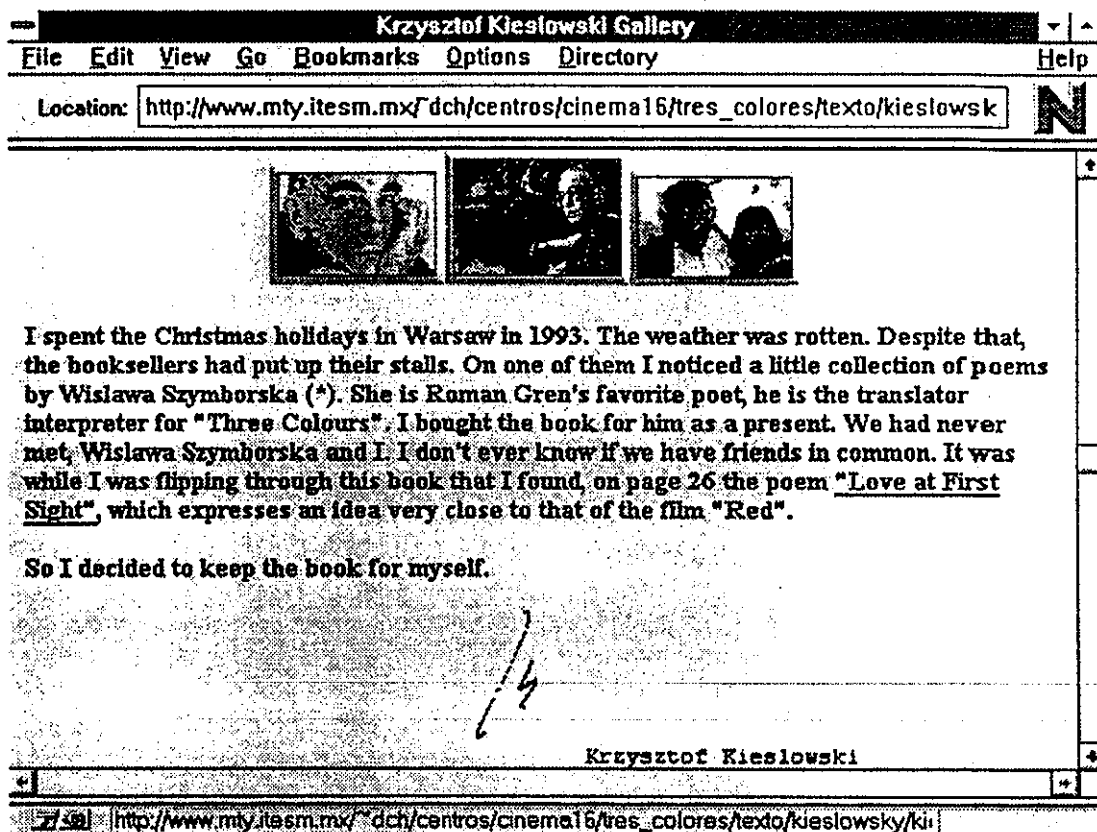 Krzysztof Kieslowski Gallery
File Edit View Go Bookmarks Options Directory Help
Location: http://www.mty.itesm.mx/~dch/centros/cinema16/tres_colores/texto/kieslowsk
N
I spent the Christmas holidays in Warsaw in 1993. The weather was rotten. Despite that,
the booksellers had put up their stalls. On one of them I noticed a little collection of poems
by Wislawa Szymborska (*). She is Roman Gren's favorite poet, he is the translator
interpreter for "Three Colours". I bought the book for him as a present. We had never
met, Wislawa Szymborska and I. I don't ever know if we have friends in common. It was
while I was flipping through this book that I found, on page 26 the poem "Love at First
Sight", which expresses an idea very close to that of the film "Red".
So I decided to keep the book for myself.
Krzysztof Kieslowski
http://www.mty.itesm.mx/~dch/centros/cinema16/tres_colores/texto/kieslowsky/ki